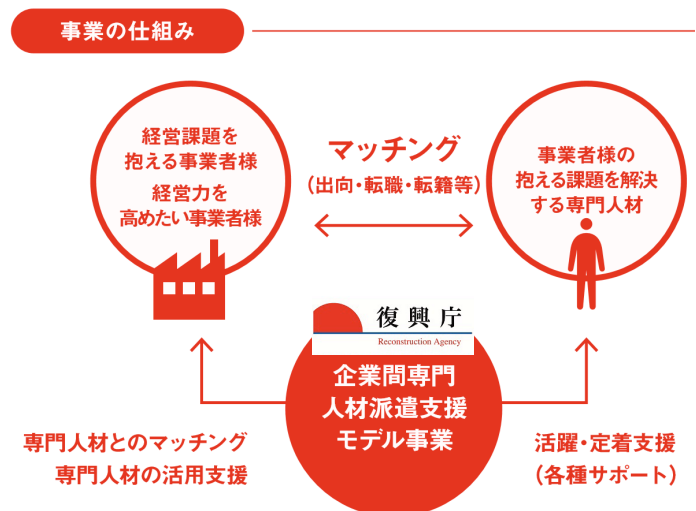 事業の仕組み
経営課題を
抱える事業者様
経営力を
高めたい事業者様
マッチング
(出向・転職・転籍等)
事業者様の
抱える課題を解決
する専門人材
復興庁
Reconstruction Agency
企業間専門
人材派遣支援
モデル事業
専門人材とのマッチング
専門人材の活用支援
活躍・定着支援
(各種サポート)